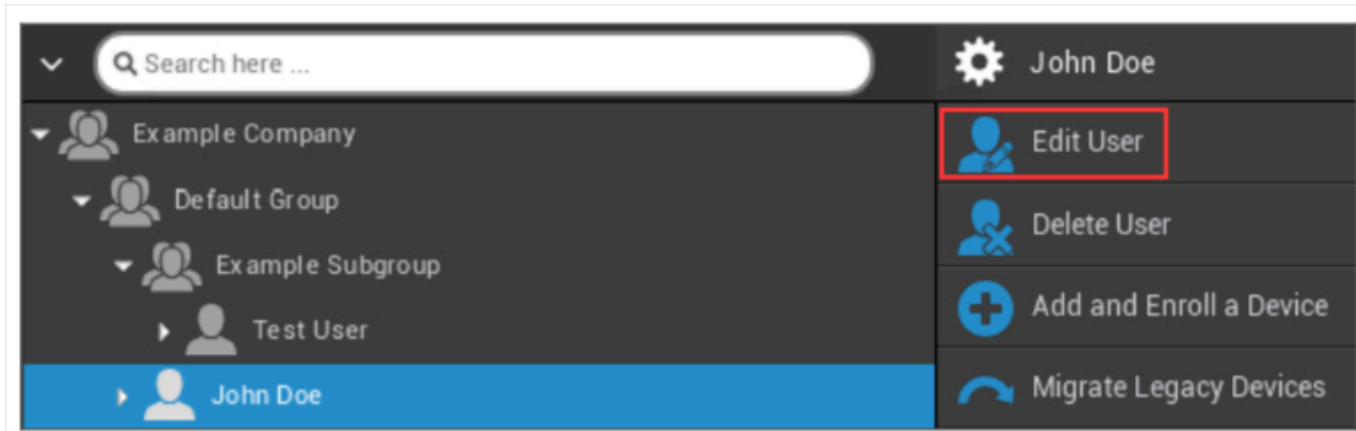 Search here ...
Example Company
Default Group
Example Subgroup
Test User
John Doe
John Doe
Edit User
Delete User
Add and Enroll a Device
Migrate Legacy Devices